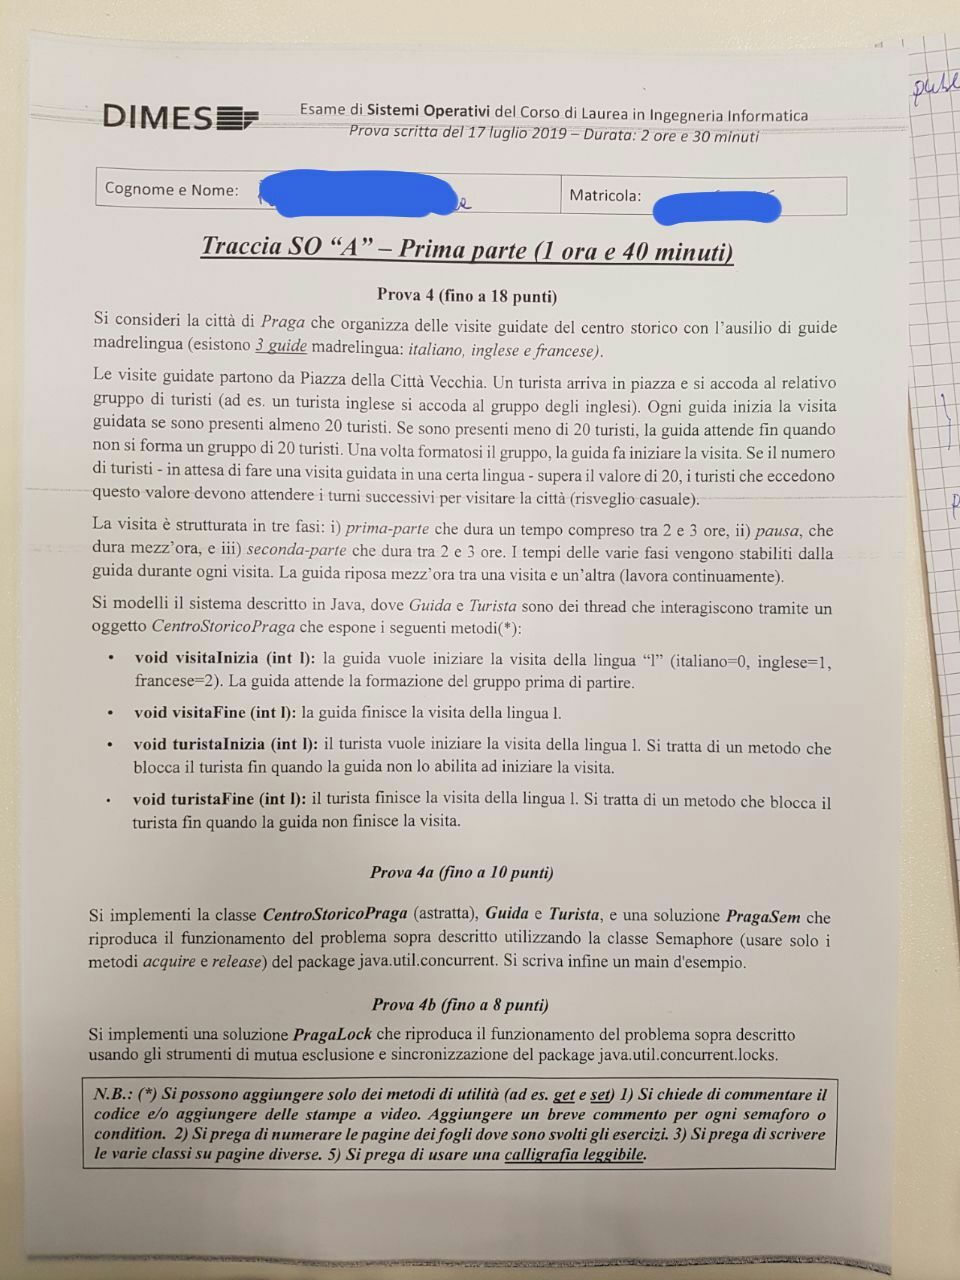 DIMES
Esame di Sistemi Operativi del Corso di Laurea in Ingegneria Informatica
Prova scritta del 17 luglio 2019 – Durata: 2 ore e 30 minuti
Cognome e Nome:
Matricola:
Traccia SO “A” – Prima parte (1 ora e 40 minuti)
Prova 4 (fino a 18 punti)
Si consideri la città di Praga che organizza delle visite guidate del centro storico con l’ausilio di guide
madrelingua (esistono 3 guide madrelingua: italiano, inglese e francese).
Le visite guidate partono da Piazza della Città Vecchia. Un turista arriva in piazza e si accoda al relativo
gruppo di turisti (ad es. un turista inglese si accoda al gruppo degli inglesi). Ogni guida inizia la visita
guidata se sono presenti almeno 20 turisti. Se sono presenti meno di 20 turisti, la guida attende fin quando
non si forma un gruppo di 20 turisti. Una volta formatosi il gruppo, la guida fa iniziare la visita. Se il numero
di turisti - in attesa di fare una visita guidata in una certa lingua - supera il valore di 20, i turisti che eccedono
questo valore devono attendere i turni successivi per visitare la città (risveglio casuale).
La visita è strutturata in tre fasi: i) prima-parte che dura un tempo compreso tra 2 e 3 ore, ii) pausa, che
dura mezz’ora, e iii) seconda-parte che dura tra 2 e 3 ore. I tempi delle varie fasi vengono stabiliti dalla
guida durante ogni visita. La guida riposa mezz’ora tra una visita e un’altra (lavora continuamente).
Si modelli il sistema descritto in Java, dove Guida e Turista sono dei thread che interagiscono tramite un
oggetto CentroStoricoPraga che espone i seguenti metodi(*):
• void visitaInizia (int l): la guida vuole iniziare la visita della lingua “l” (italiano=0, inglese=1,
francese=2). La guida attende la formazione del gruppo prima di partire.
• void visitaFine (int l): la guida finisce la visita della lingua l.
• void turistaInizia (int l): il turista vuole iniziare la visita della lingua l. Si tratta di un metodo che
blocca il turista fin quando la guida non lo abilita ad iniziare la visita.
• void turistaFine (int l): il turista finisce la visita della lingua l. Si tratta di un metodo che blocca il
turista fin quando la guida non finisce la visita.
Prova 4a (fino a 10 punti)
Si implementi la classe CentroStoricoPraga (astratta), Guida e Turista, e una soluzione PragaSem che
riproduca il funzionamento del problema sopra descritto utilizzando la classe Semaphore (usare solo i
metodi acquire e release) del package java.util.concurrent. Si scriva infine un main d'esempio.
Prova 4b (fino a 8 punti)
Si implementi una soluzione PragaLock che riproduca il funzionamento del problema sopra descritto
usando gli strumenti di mutua esclusione e sincronizzazione del package java.util.concurrent.locks.
N.B.: (*) Si possono aggiungere solo dei metodi di utilità (ad es. get e set) 1) Si chiede di commentare il
codice e/o aggiungere delle stampe a video. Aggiungere un breve commento per ogni semaforo o
condition. 2) Si prega di numerare le pagine dei fogli dove sono svolti gli esercizi. 3) Si prega di scrivere
le varie classi su pagine diverse. 5) Si prega di usare una calligrafia leggibile.